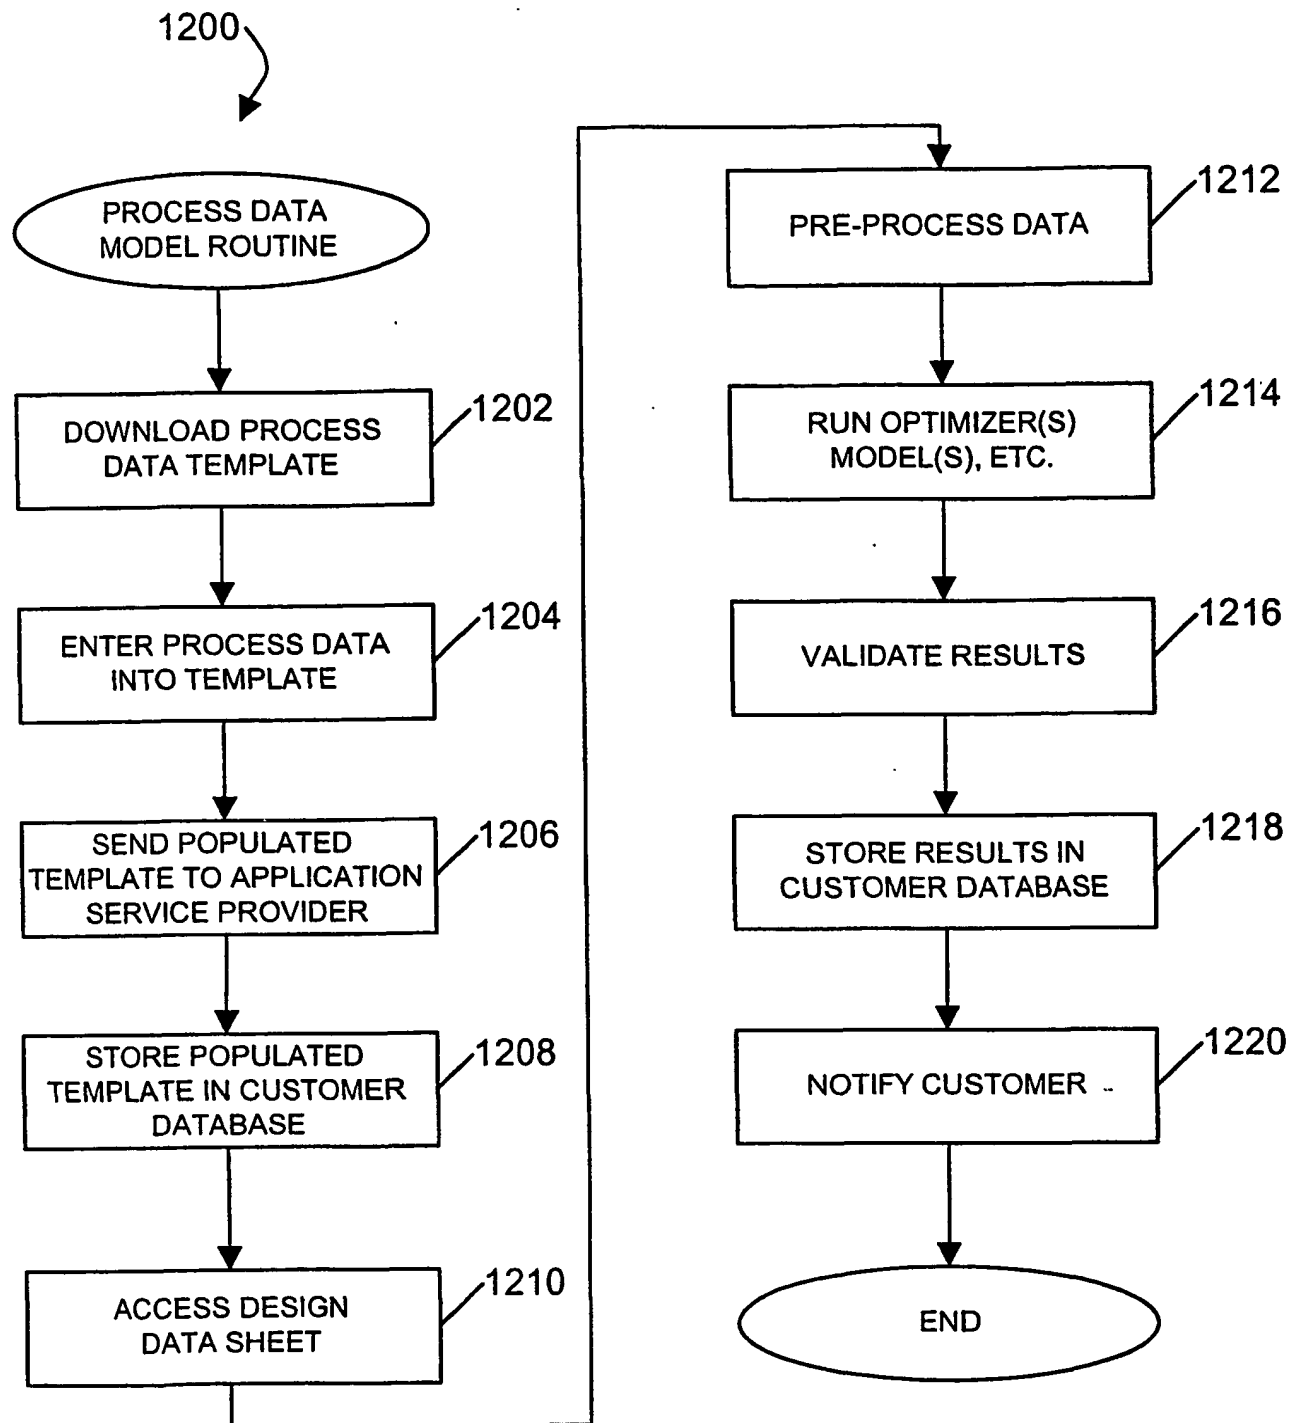 1200
PROCESS DATA
MODEL ROUTINE
1202
DOWNLOAD PROCESS
DATA TEMPLATE
1204
ENTER PROCESS DATA
INTO TEMPLATE
1206
SEND POPULATED
TEMPLATE TO APPLICATION
SERVICE PROVIDER
1208
STORE POPULATED
TEMPLATE IN CUSTOMER
DATABASE
1210
ACCESS DESIGN
DATA SHEET
1212
PRE-PROCESS DATA
1214
RUN OPTIMIZER(S)
MODEL(S), ETC.
1216
VALIDATE RESULTS
1218
STORE RESULTS IN
CUSTOMER DATABASE
1220
NOTIFY CUSTOMER
END